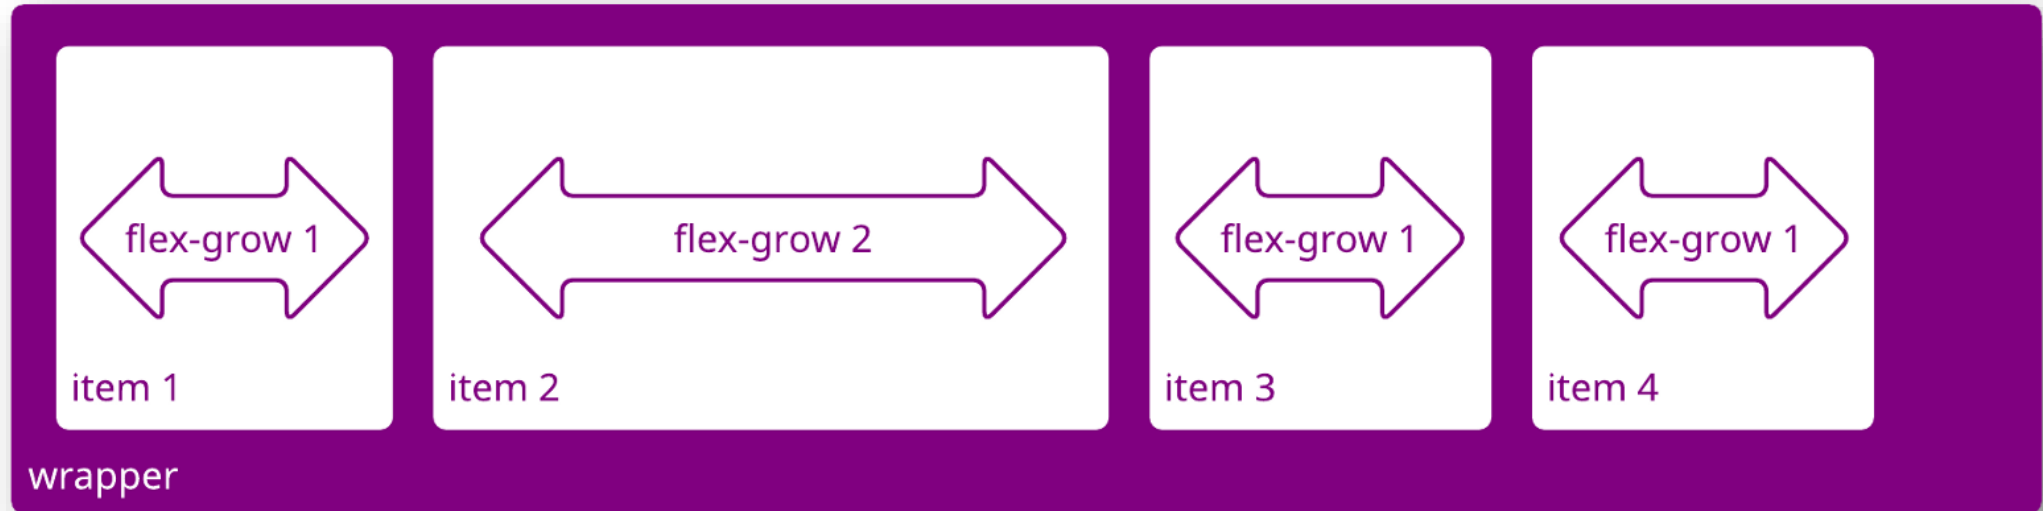 flex-grow 1
flex-grow 2
flex-grow 1
flex-grow 1
item 1
item 2
item 3
item 4
wrapper